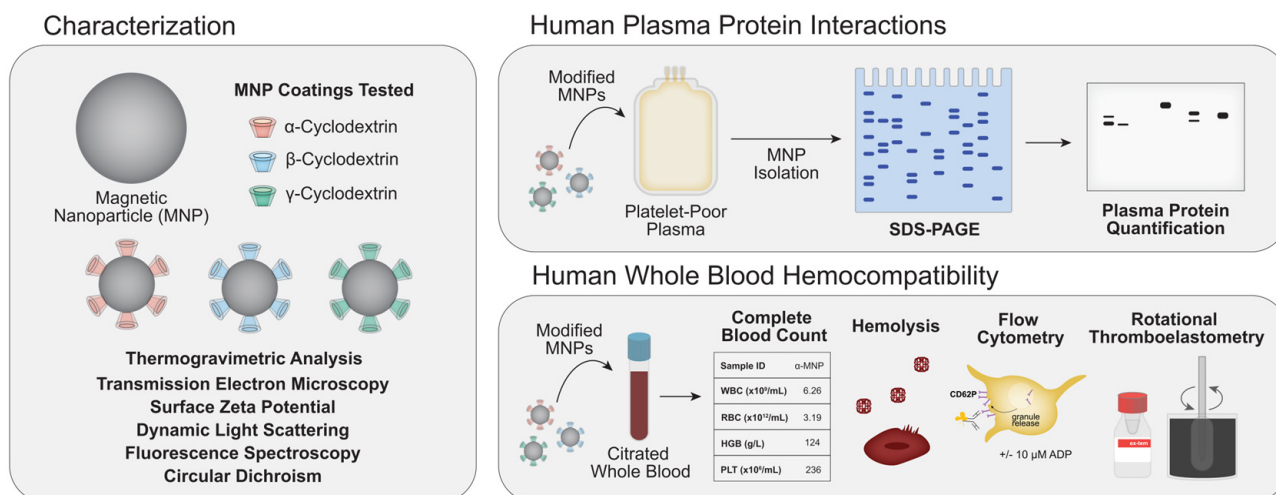 Characterization
MNP Coatings Tested
α-Cyclodextrin
β-Cyclodextrin
γ-Cyclodextrin
Magnetic
Nanoparticle (MNP)
Thermogravimetric Analysis
Transmission Electron Microscopy
Surface Zeta Potential
Dynamic Light Scattering
Fluorescence Spectroscopy
Circular Dichroism
Human Plasma Protein Interactions
Modified
MNPs
Platelet-Poor
Plasma
MNP
Isolation
SDS-PAGE
Plasma Protein
Quantification
Human Whole Blood Hemocompatibility
Modified
MNPs
Citrated
Whole Blood
Complete
Blood Count
Sample ID α-MNP
WBC (x10⁹/mL) 6.26
RBC (x10¹²/mL) 3.19
HGB (g/L) 124
PLT (x10⁹/mL) 236
Hemolysis
Flow
Cytometry
CD62P
granule
release
+/- 10 µM ADP
Rotational
Thromboelastometry
ex-tem